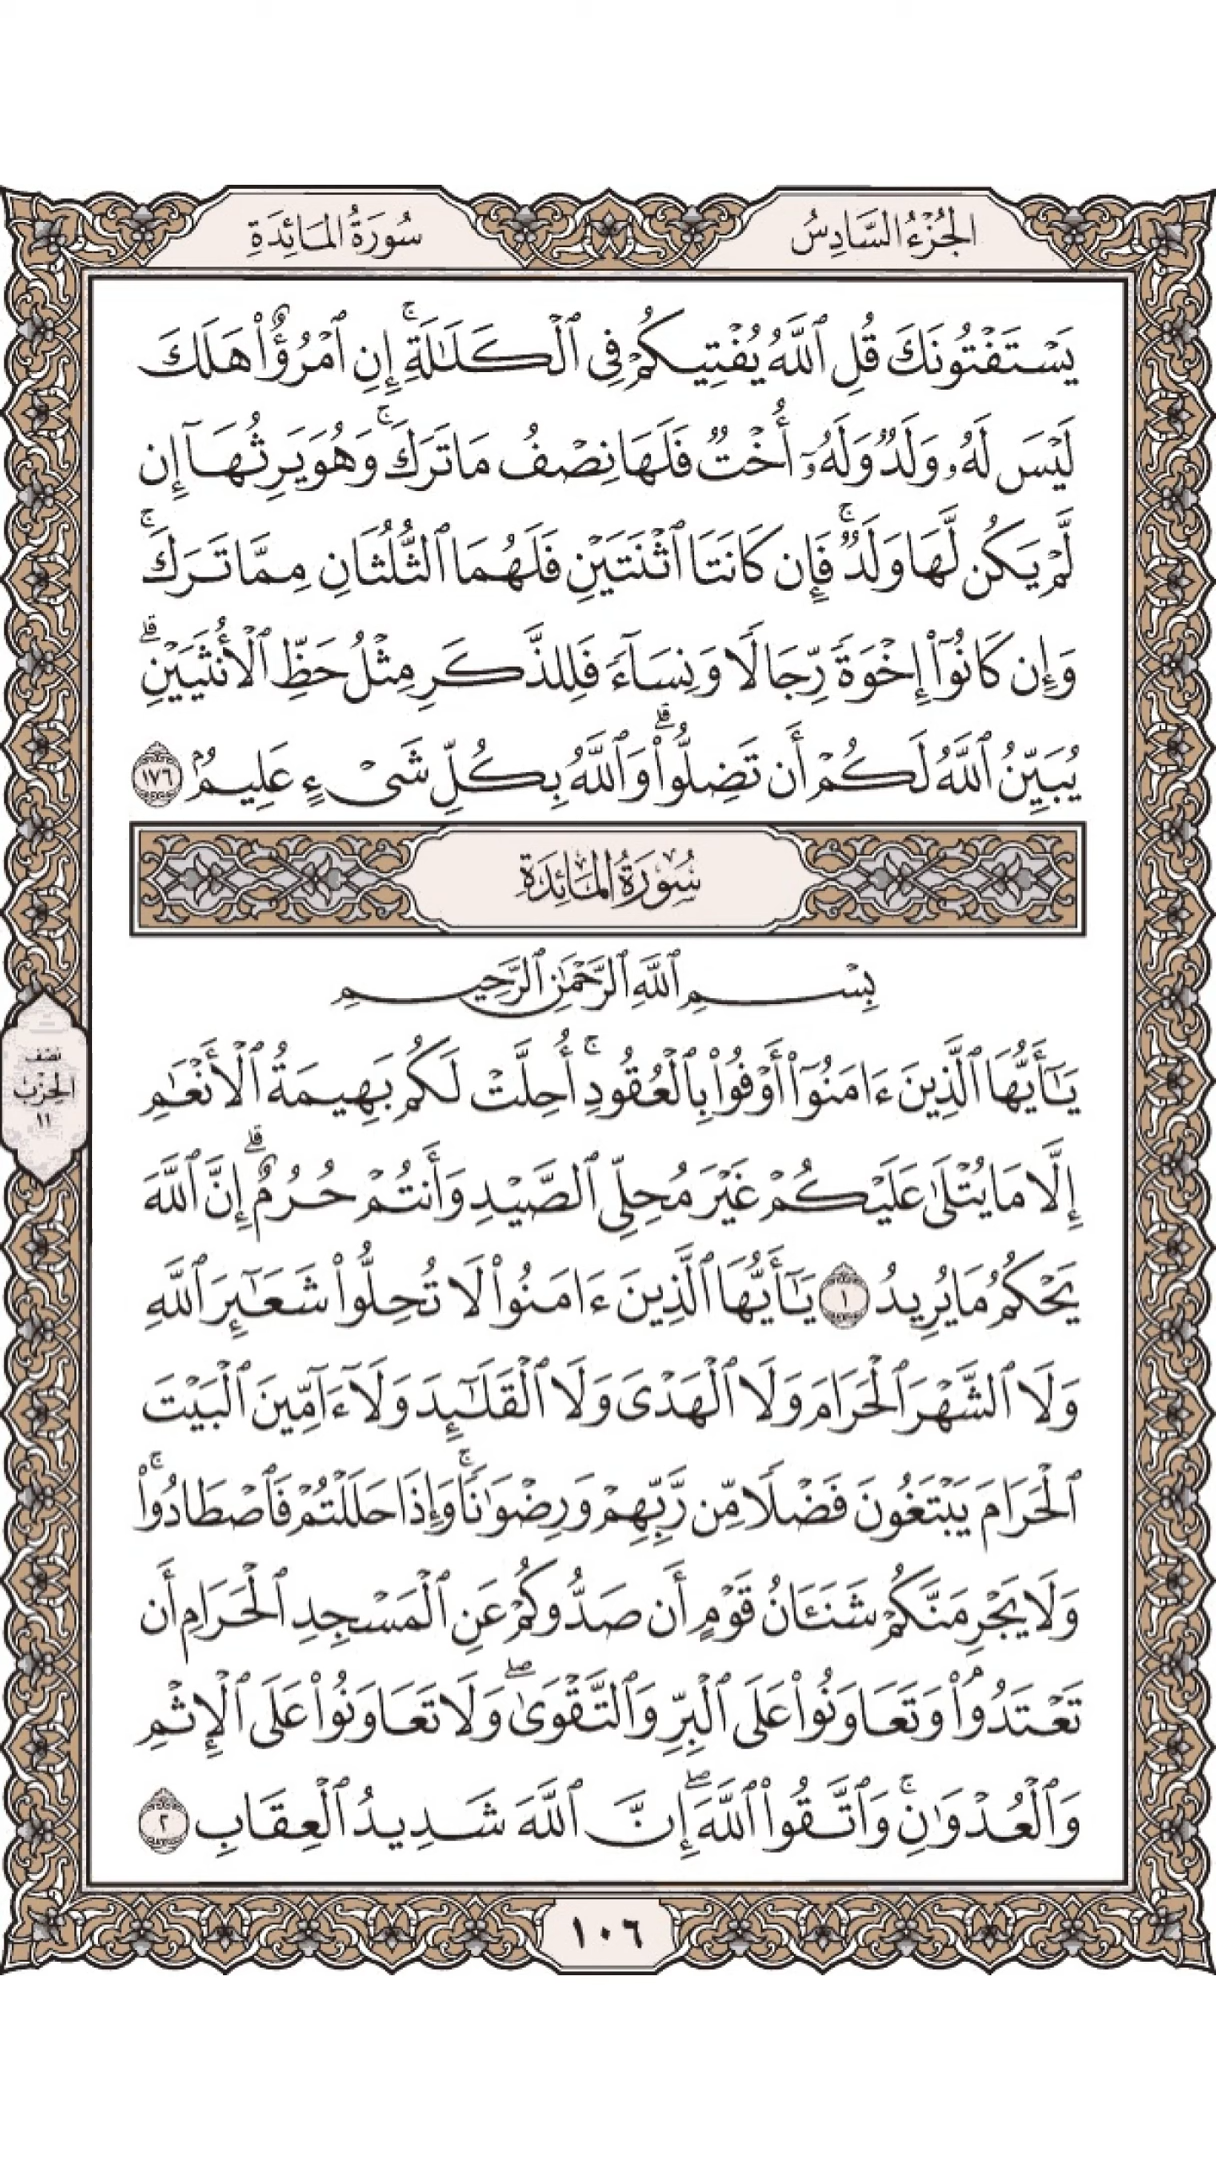 الجُزْءُ السَّادِسُ
سُورَةُ المَائِدَةِ
يَسْتَفْتُونَكَ قُلِ ٱللَّهُ يُفْتِيكُمْ فِى ٱلْكَلَٰلَةِ ۚ إِنِ ٱمْرُؤٌا۟ هَلَكَ
لَيْسَ لَهُۥ وَلَدٌ وَلَهُۥٓ أُخْتٌ فَلَهَا نِصْفُ مَا تَرَكَ ۚ وَهُوَ يَرِثُهَآ إِن
لَّمْ يَكُن لَّهَا وَلَدٌ ۚ فَإِن كَانَتَا ٱثْنَتَيْنِ فَلَهُمَا ٱلثُّلُثَانِ مِمَّا تَرَكَ ۚ
وَإِن كَانُوٓا۟ إِخْوَةً رِّجَالًا وَنِسَآءً فَلِلذَّكَرِ مِثْلُ حَظِّ ٱلْأُنثَيَيْنِ ۗ
يُبَيِّنُ ٱللَّهُ لَكُمْ أَن تَضِلُّوا۟ ۗ وَٱللَّهُ بِكُلِّ شَىْءٍ عَلِيمٌۢ ١٧٦
سُورَةُ المَائِدَةِ
بِسْمِ ٱللَّهِ ٱلرَّحْمَٰنِ ٱلرَّحِيمِ
يَٰٓأَيُّهَا ٱلَّذِينَ ءَامَنُوٓا۟ أَوْفُوا۟ بِٱلْعُقُودِ ۚ أُحِلَّتْ لَكُم بَهِيمَةُ ٱلْأَنْعَٰمِ
إِلَّا مَا يُتْلَىٰ عَلَيْكُمْ غَيْرَ مُحِلِّى ٱلصَّيْدِ وَأَنتُمْ حُرُمٌ ۗ إِنَّ ٱللَّهَ
يَحْكُمُ مَا يُرِيدُ ١ يَٰٓأَيُّهَا ٱلَّذِينَ ءَامَنُوا۟ لَا تُحِلُّوا۟ شَعَٰٓئِرَ ٱللَّهِ
وَلَا ٱلشَّهْرَ ٱلْحَرَامَ وَلَا ٱلْهَدْىَ وَلَا ٱلْقَلَٰٓئِدَ وَلَآ ءَآمِّينَ ٱلْبَيْتَ
ٱلْحَرَامَ يَبْتَغُونَ فَضْلًا مِّن رَّبِّهِمْ وَرِضْوَٰنًا ۚ وَإِذَا حَلَلْتُمْ فَٱصْطَادُوا۟ ۚ
وَلَا يَجْرِمَنَّكُمْ شَنَـَٔانُ قَوْمٍ أَن صَدُّوكُمْ عَنِ ٱلْمَسْجِدِ ٱلْحَرَامِ أَن
تَعْتَدُوا۟ ۘ وَتَعَاوَنُوا۟ عَلَى ٱلْبِرِّ وَٱلتَّقْوَىٰ ۖ وَلَا تَعَاوَنُوا۟ عَلَى ٱلْإِثْمِ
وَٱلْعُدْوَٰنِ ۚ وَٱتَّقُوا۟ ٱللَّهَ ۖ إِنَّ ٱللَّهَ شَدِيدُ ٱلْعِقَابِ ٢
نصف
الحزب
١١
١٠٦